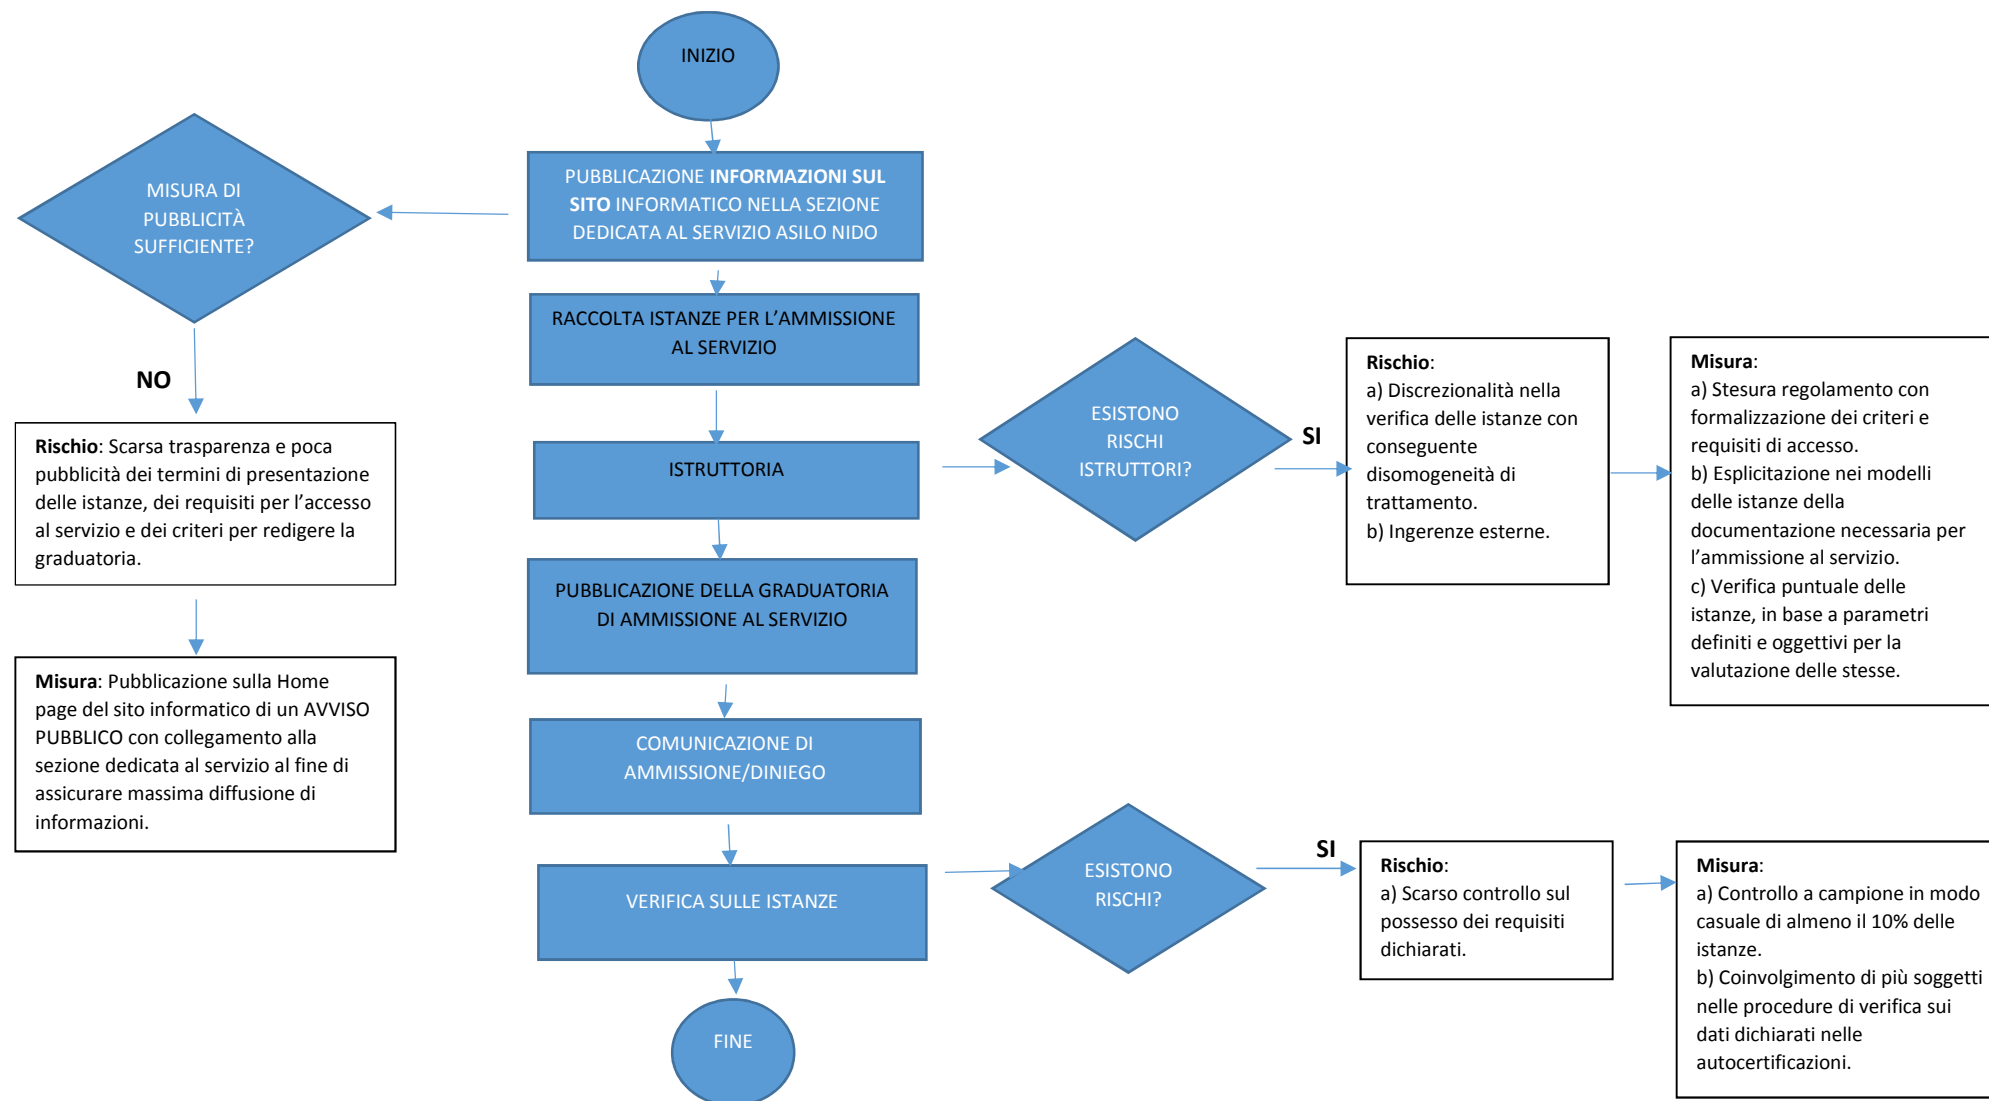 INIZIO
PUBBLICAZIONE INFORMAZIONI SUL
SITO INFORMATICO NELLA SEZIONE
DEDICATA AL SERVIZIO ASILO NIDO
MISURA DI
PUBBLICITÀ
SUFFICIENTE?
NO
Rischio: Scarsa trasparenza e poca
pubblicità dei termini di presentazione
delle istanze, dei requisiti per l’accesso
al servizio e dei criteri per redigere la
graduatoria.
Misura: Pubblicazione sulla Home
page del sito informatico di un AVVISO
PUBBLICO con collegamento alla
sezione dedicata al servizio al fine di
assicurare massima diffusione di
informazioni.
RACCOLTA ISTANZE PER L’AMMISSIONE
AL SERVIZIO
ISTRUTTORIA
ESISTONO
RISCHI
ISTRUTTORI?
SI
Rischio:
a) Discrezionalità nella
verifica delle istanze con
conseguente
disomogeneità di
trattamento.
b) Ingerenze esterne.
Misura:
a) Stesura regolamento con
formalizzazione dei criteri e
requisiti di accesso.
b) Esplicitazione nei modelli
delle istanze della
documentazione necessaria per
l’ammissione al servizio.
c) Verifica puntuale delle
istanze, in base a parametri
definiti e oggettivi per la
valutazione delle stesse.
PUBBLICAZIONE DELLA GRADUATORIA
DI AMMISSIONE AL SERVIZIO
COMUNICAZIONE DI
AMMISSIONE/DINIEGO
VERIFICA SULLE ISTANZE
ESISTONO
RISCHI?
SI
Rischio:
a) Scarso controllo sul
possesso dei requisiti
dichiarati.
Misura:
a) Controllo a campione in modo
casuale di almeno il 10% delle
istanze.
b) Coinvolgimento di più soggetti
nelle procedure di verifica sui
dati dichiarati nelle
autocertificazioni.
FINE